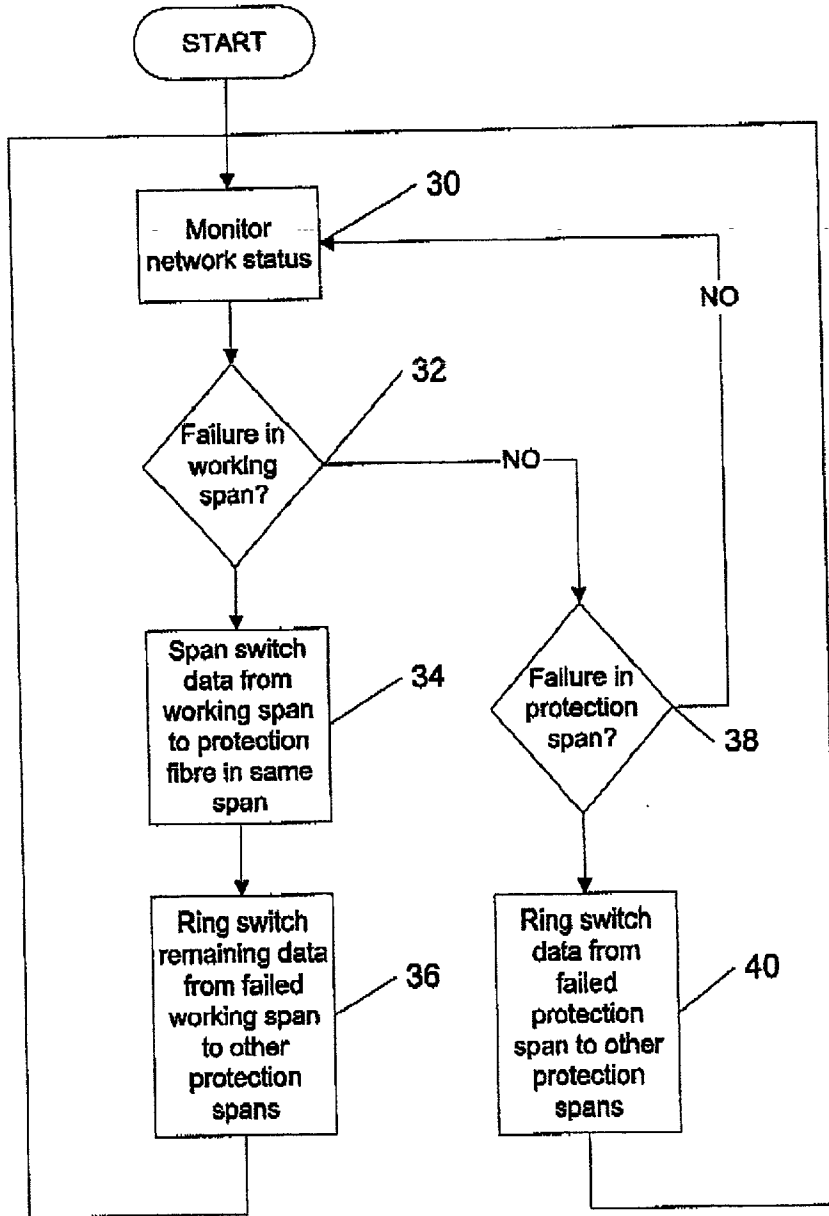 START
30
Monitor
network status
NO
32
Failure in
working
span?
NO
Span switch
data from
working span
to protection
fibre in same
span
34
Failure in
protection
span?
38
Ring switch
remaining data
from failed
working span
to other
protection
spans
36
Ring switch
data from
failed
protection
span to other
protection
spans
40